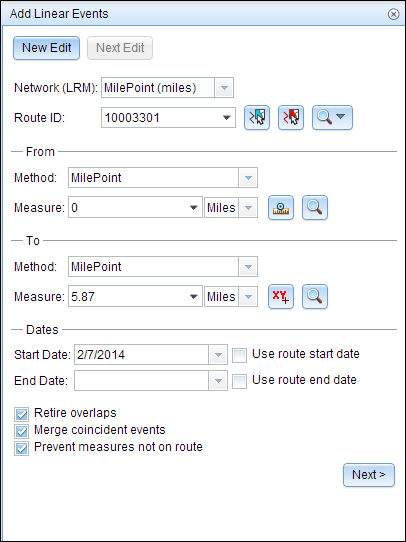 Add Linear Events
New Edit Next Edit
Network (LRM): MilePoint (miles)
Route ID: 10003301
From
Method: MilePoint
Measure: 0 Miles
To
Method: MilePoint
Measure: 5.87 Miles XY
Dates
Start Date: 2/7/2014 Use route start date
End Date: Use route end date
Retire overlaps
Merge coincident events
Prevent measures not on route
Next >